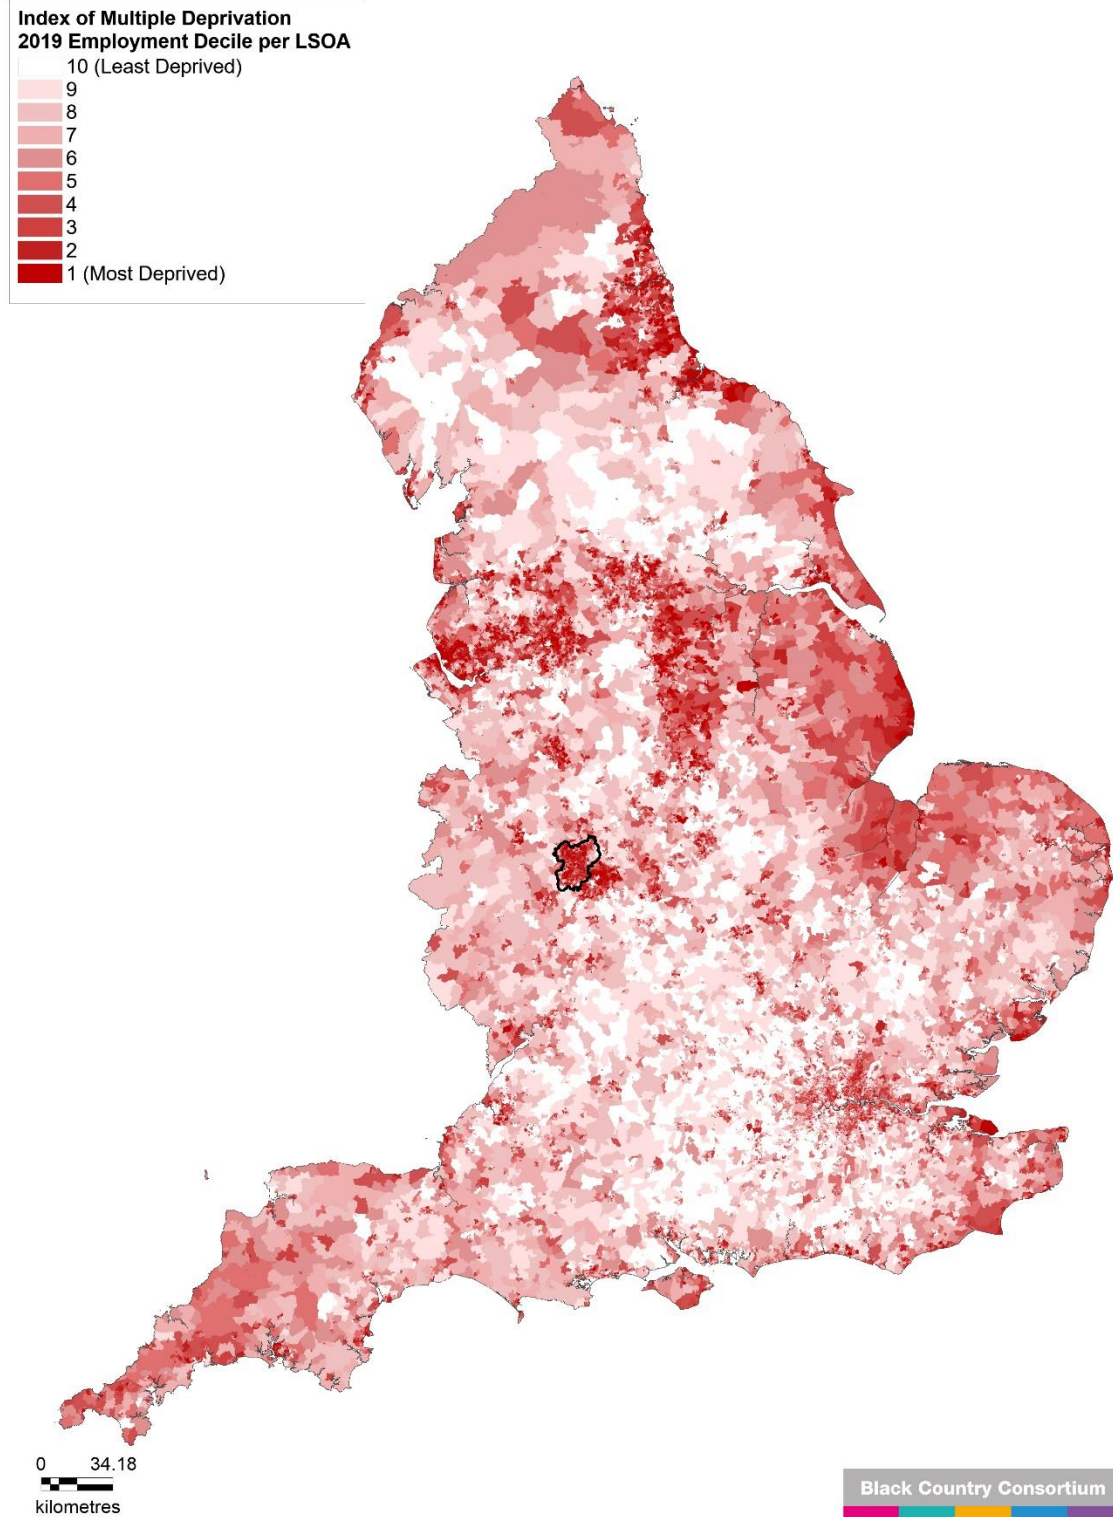 Index of Multiple Deprivation
2019 Employment Decile per LSOA
10 (Least Deprived)
9
8
7
6
5
4
3
2
1 (Most Deprived)
0 34.18
kilometres
Black Country Consortium